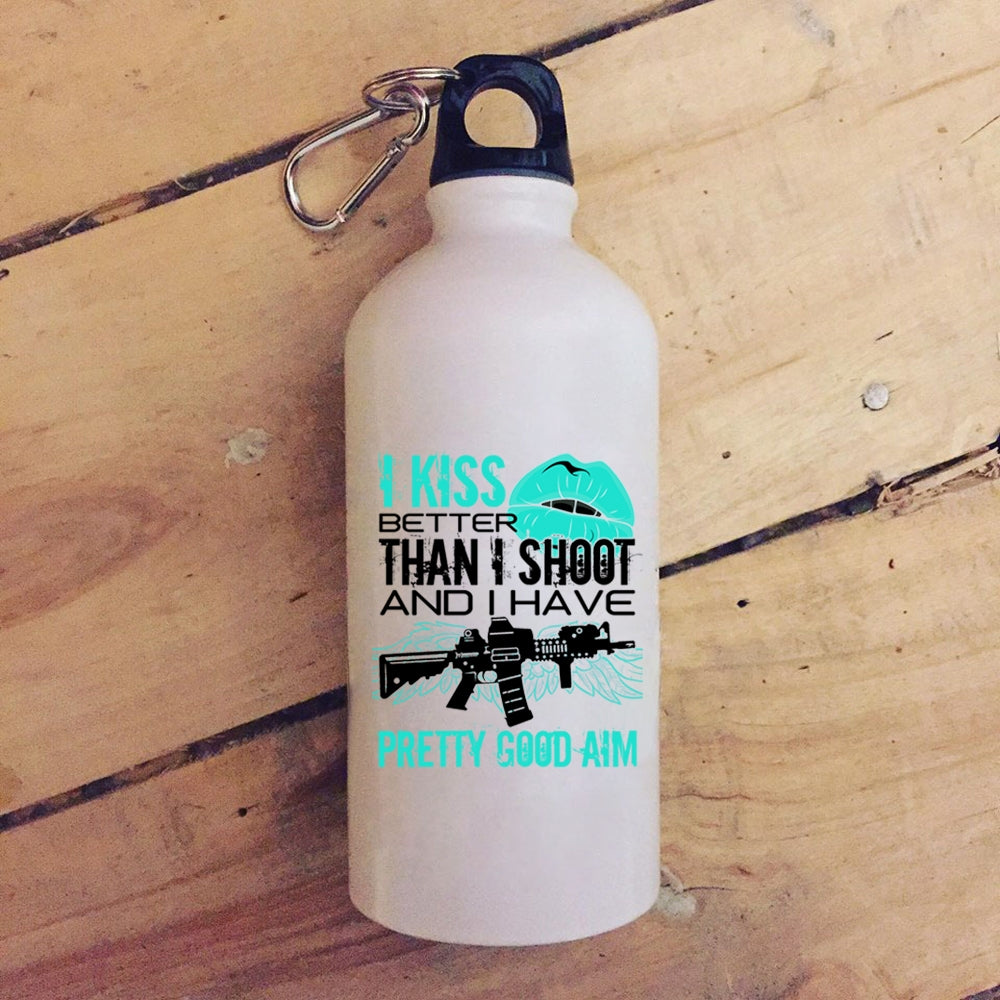 I KISS
BETTER
THAN I SHOOT
AND I HAVE
PRETTY GOOD AIM